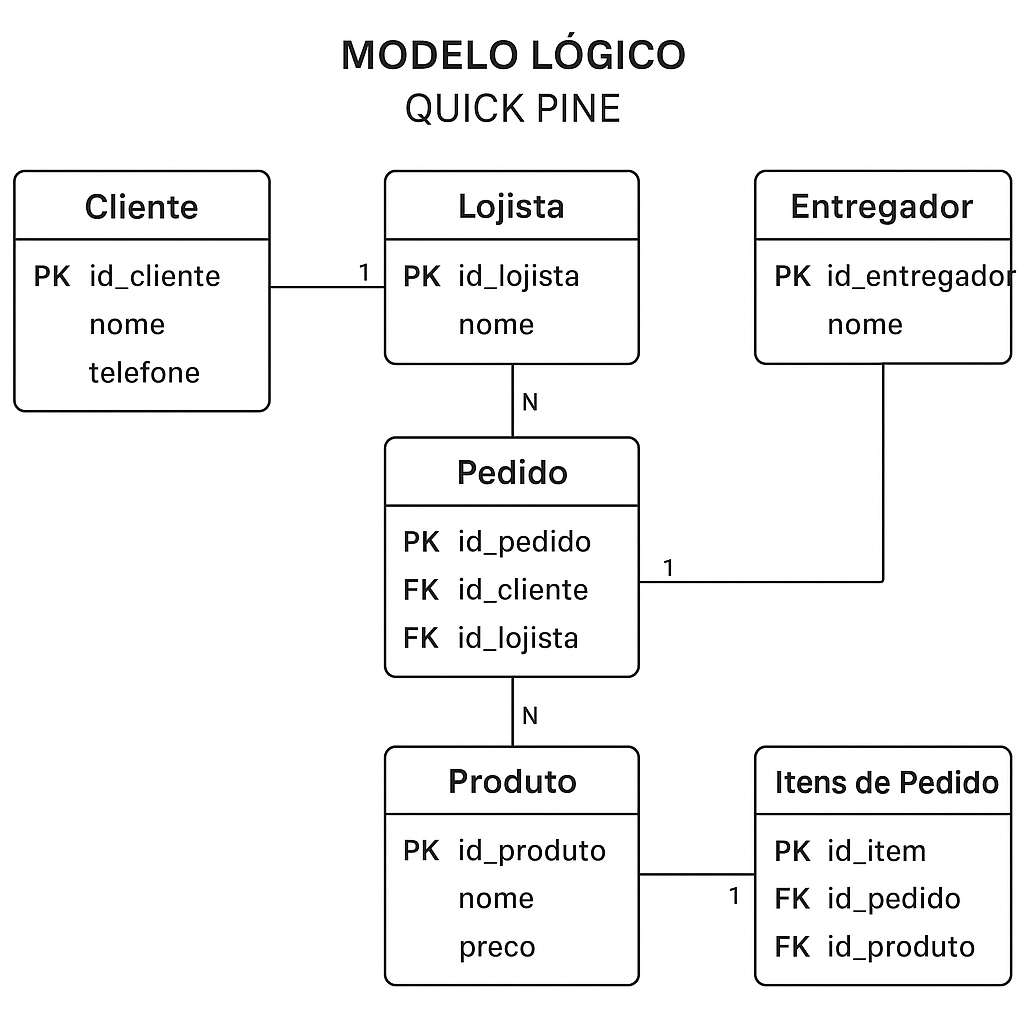 MODELO LÓGICO
QUICK PINE
Cliente
PK id_cliente
nome
telefone
1
Lojista
PK id_lojista
nome
Entregador
PK id_entregador
nome
N
Pedido
PK id_pedido
FK id_cliente
FK id_lojista
1
N
Produto
PK id_produto
nome
preco
1
Itens de Pedido
PK id_item
FK id_pedido
FK id_produto